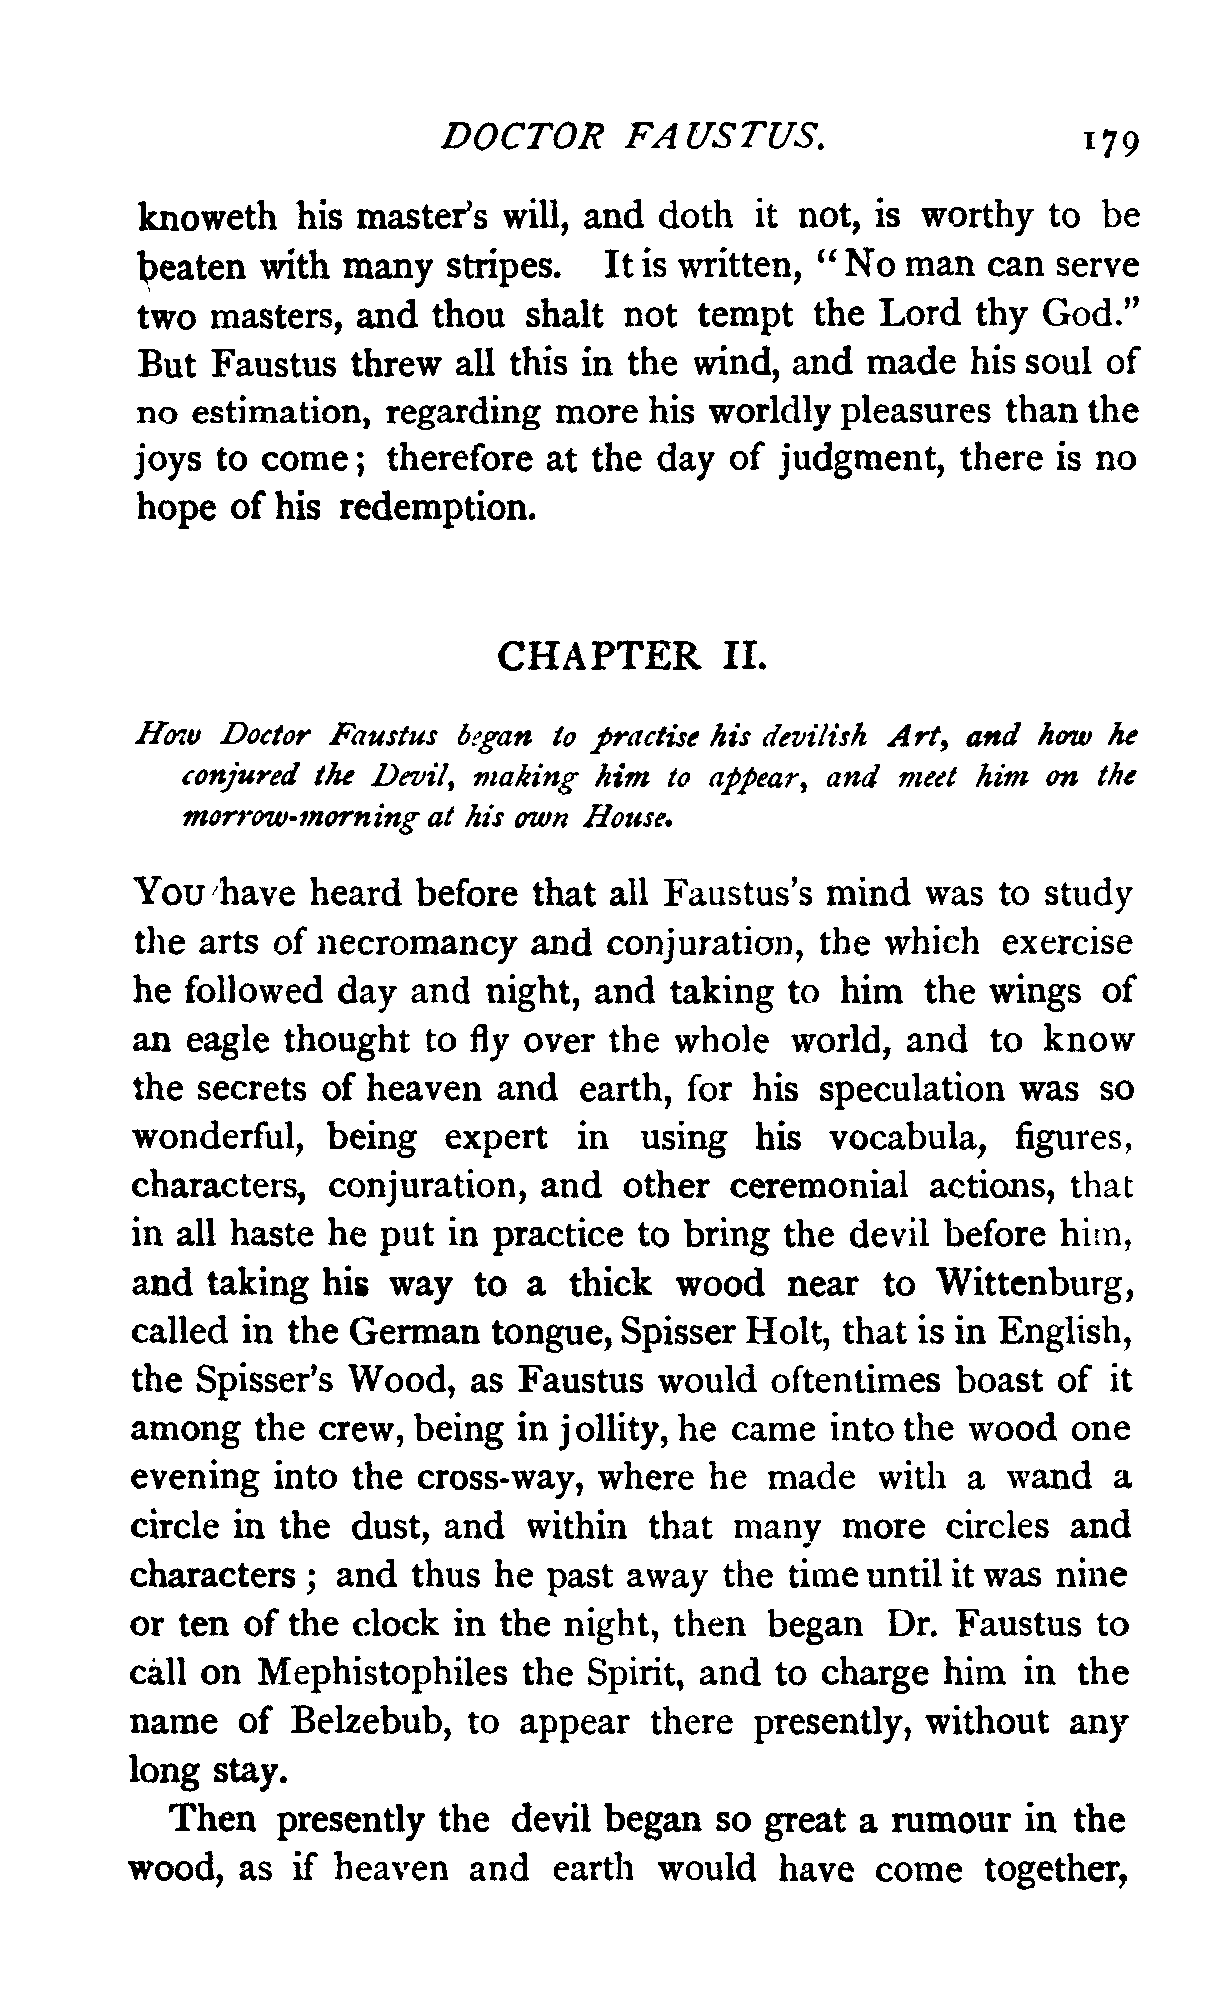 DOCTOR FAUSTUS. 179
knoweth his master's will, and doth it not, is worthy to be
beaten with many stripes. It is written, "No man can serve
two masters, and thou shalt not tempt the Lord thy God."
But Faustus threw all this in the wind, and made his soul of
no estimation, regarding more his worldly pleasures than the
joys to come; therefore at the day of judgment, there is no
hope of his redemption.
CHAPTER II.
How Doctor Faustus began to practise his devilish Art, and how he
conjured the Devil, making him to appear, and meet him on the
morrow-morning at his own House.
You have heard before that all Faustus's mind was to study
the arts of necromancy and conjuration, the which exercise
he followed day and night, and taking to him the wings of
an eagle thought to fly over the whole world, and to know
the secrets of heaven and earth, for his speculation was so
wonderful, being expert in using his vocabula, figures,
characters, conjuration, and other ceremonial actions, that
in all haste he put in practice to bring the devil before him,
and taking his way to a thick wood near to Wittenburg,
called in the German tongue, Spisser Holt, that is in English,
the Spisser's Wood, as Faustus would oftentimes boast of it
among the crew, being in jollity, he came into the wood one
evening into the cross-way, where he made with a wand a
circle in the dust, and within that many more circles and
characters; and thus he past away the time until it was nine
or ten of the clock in the night, then began Dr. Faustus to
call on Mephistophiles the Spirit, and to charge him in the
name of Belzebub, to appear there presently, without any
long stay.
Then presently the devil began so great a rumour in the
wood, as if heaven and earth would have come together,